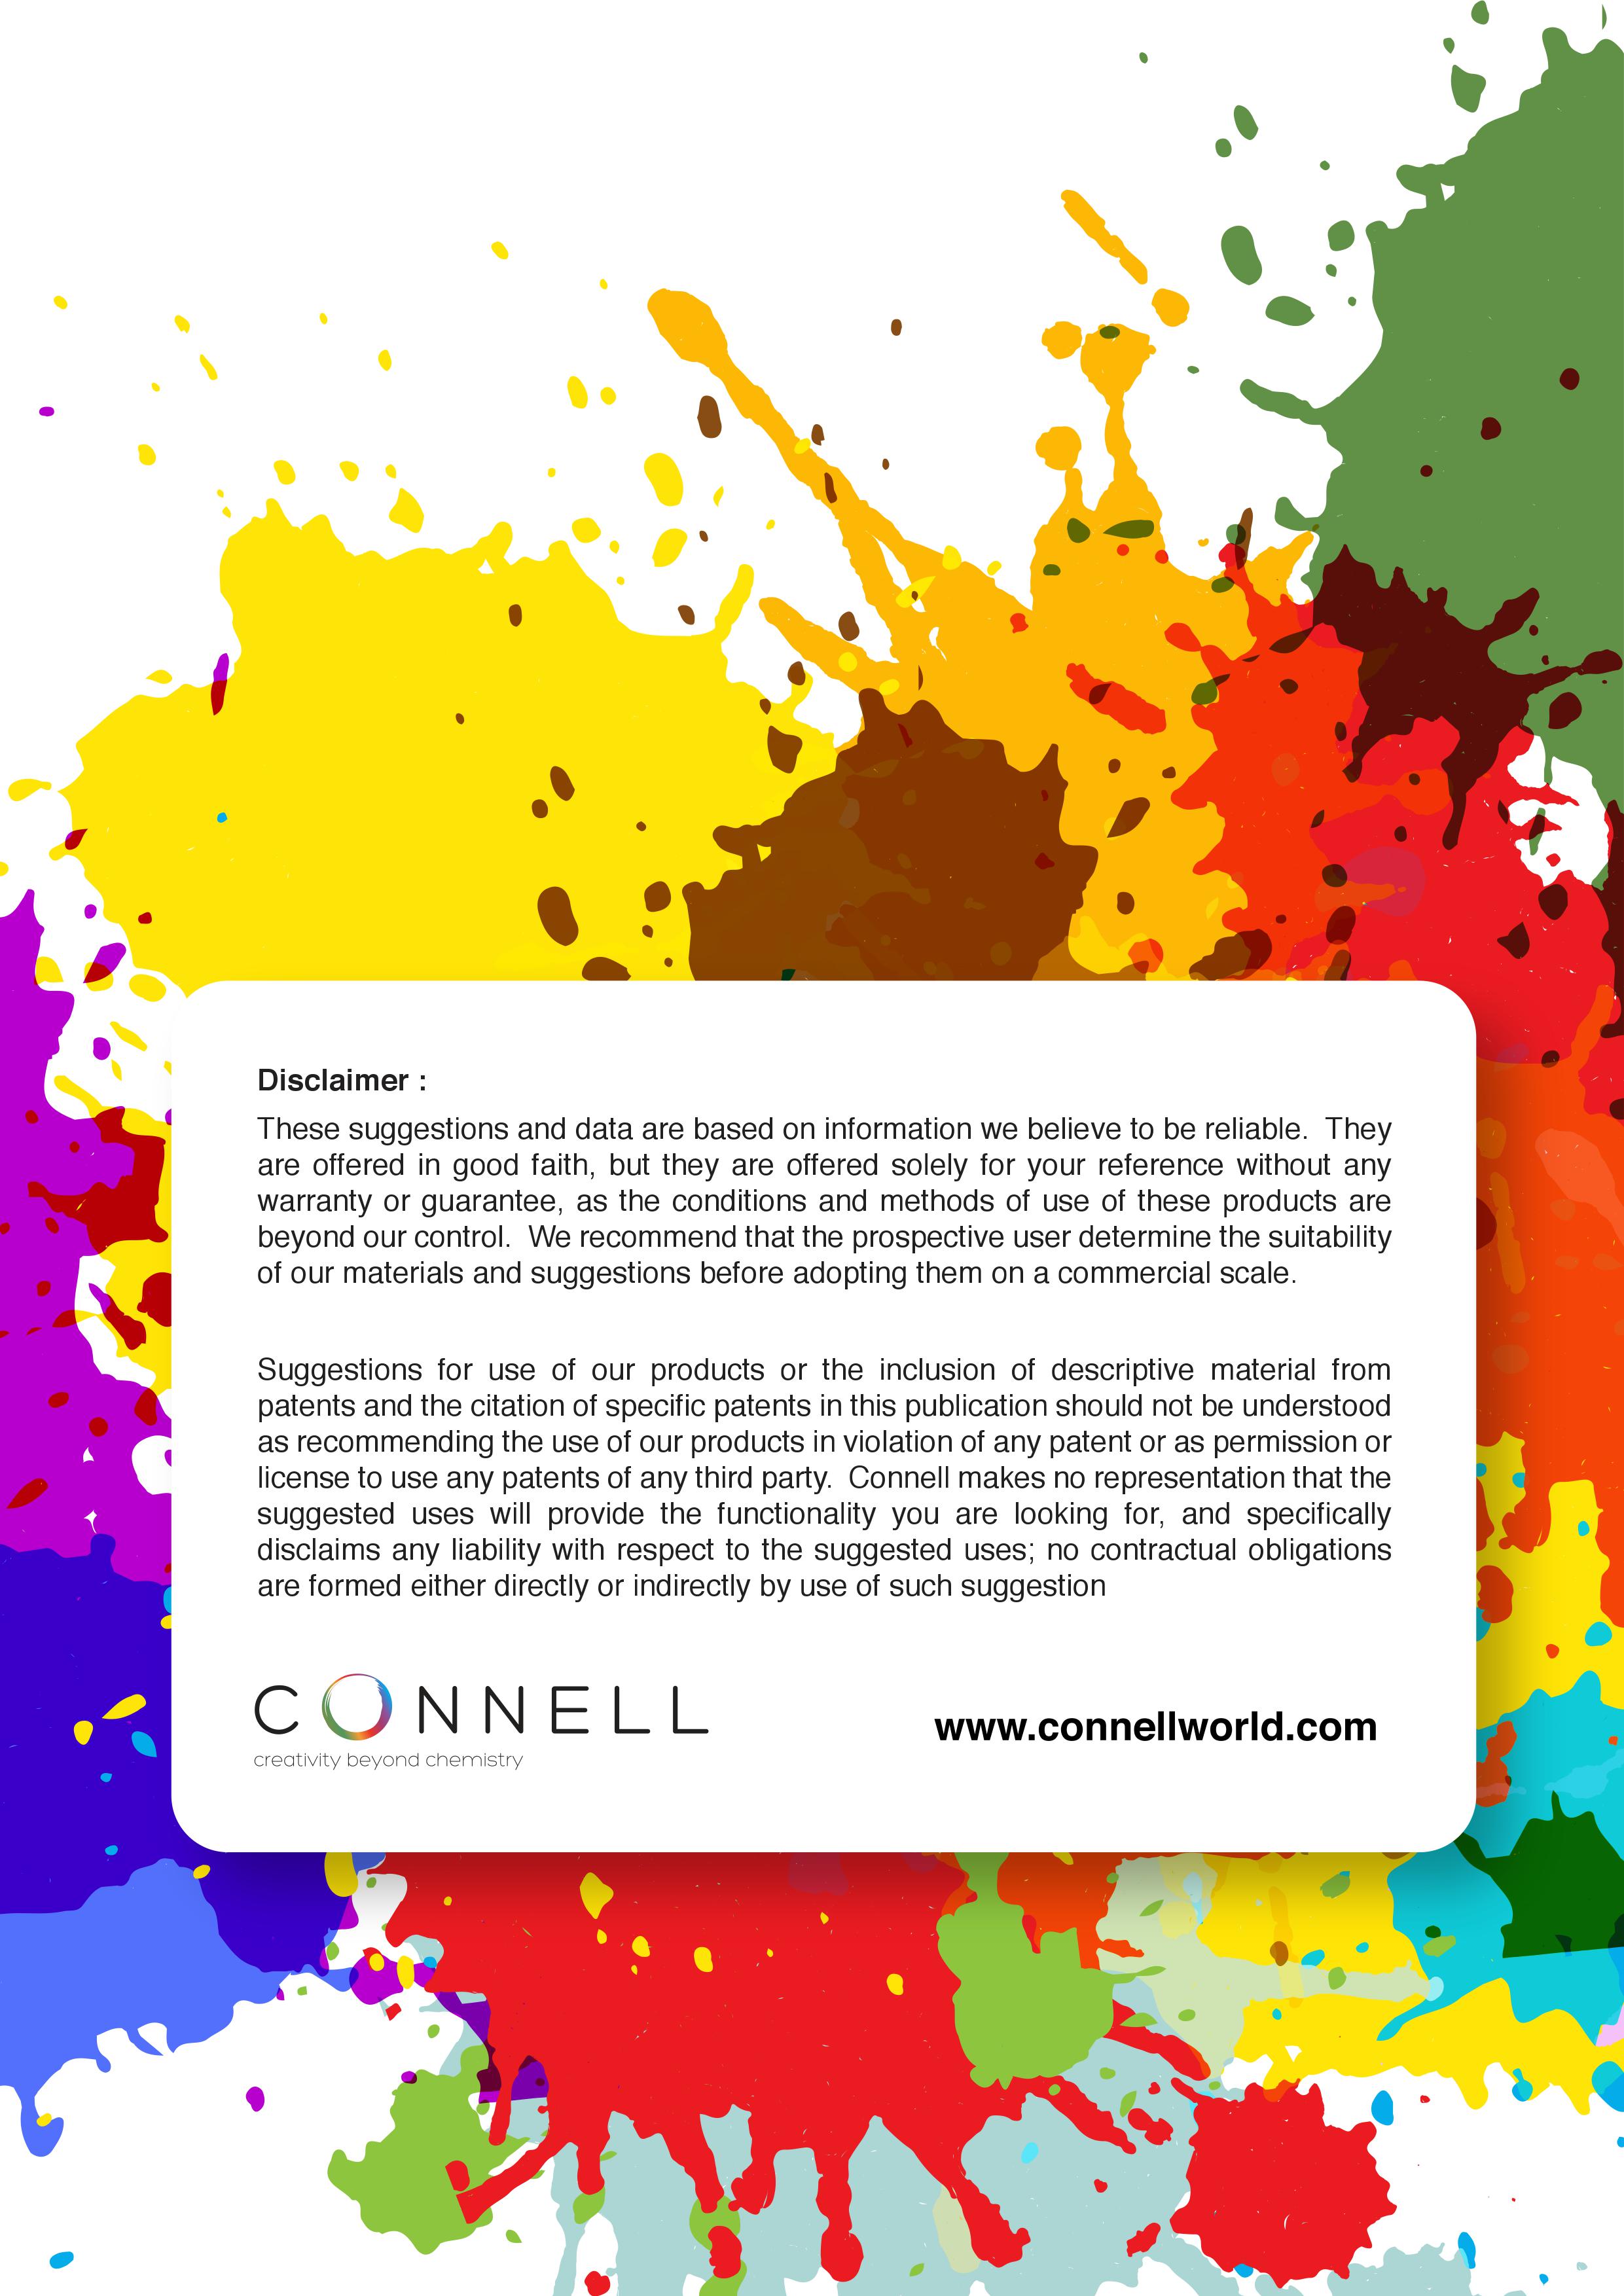 Disclaimer :
These suggestions and data are based on information we believe to be reliable.  They
are offered in good faith, but they are offered solely for your reference without any
warranty or guarantee, as the conditions and methods of use of these products are
beyond our control.  We recommend that the prospective user determine the suitability
of our materials and suggestions before adopting them on a commercial scale.
Suggestions for use of our products or the inclusion of descriptive material from
patents and the citation of specific patents in this publication should not be understood
as recommending the use of our products in violation of any patent or as permission or
license to use any patents of any third party.  Connell makes no representation that the
suggested uses will provide the functionality you are looking for, and specifically
disclaims any liability with respect to the suggested uses; no contractual obligations
are formed either directly or indirectly by use of such suggestion
CONNELL
creativity beyond chemistry
www.connellworld.com